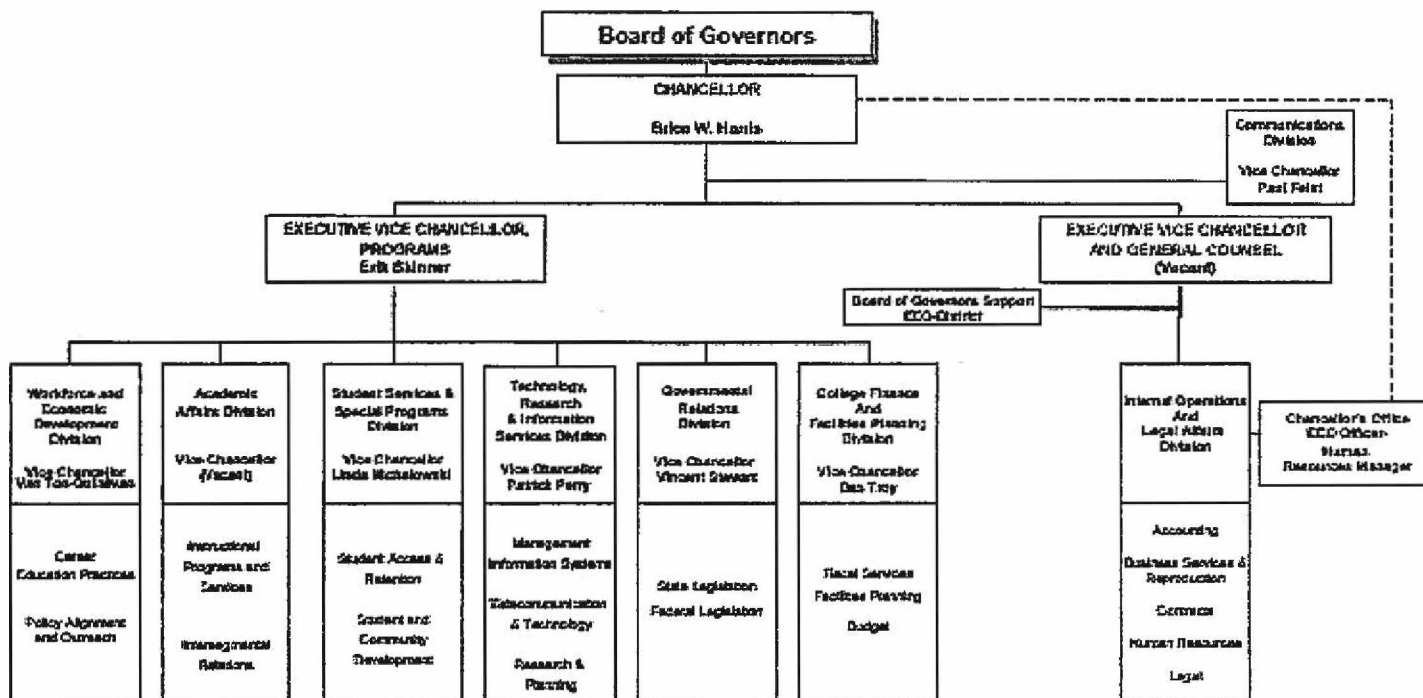 Board of Governors
CHANCELLOR
Brice W. Harris
Communications
Division
Vice Chancellor
Paul Feist
EXECUTIVE VICE CHANCELLOR,
PROGRAMS
Erik Skinner
EXECUTIVE VICE CHANCELLOR
AND GENERAL COUNSEL
(Vacant)
Board of Governors Support
EEO-District
Workforce and
Economic
Development
Division
Vice Chancellor
Van Ton-Quinlivan
Academic
Affairs Division
Vice Chancellor
(Vacant)
Student Services &
Special Programs
Division
Vice Chancellor
Linda Michalowski
Technology,
Research
& Information
Services Division
Vice Chancellor
Patrick Perry
Governmental
Relations
Division
Vice Chancellor
Vincent Stewart
College Finance
And
Facilities Planning
Division
Vice Chancellor
Dan Troy
Internal Operations
And
Legal Affairs
Division
Chancellor's Office
EEO Officer-
Human
Resources Manager
Career
Education Practices
Policy Alignment
and Outreach
Instructional
Programs and
Services
Intersegmental
Relations
Student Access &
Retention
Student and
Community
Development
Management
Information Systems
Telecommunication
& Technology
Research &
Planning
State Legislation
Federal Legislation
Fiscal Services
Facilities Planning
Budget
Accounting
Business Services &
Reproduction
Contracts
Human Resources
Legal